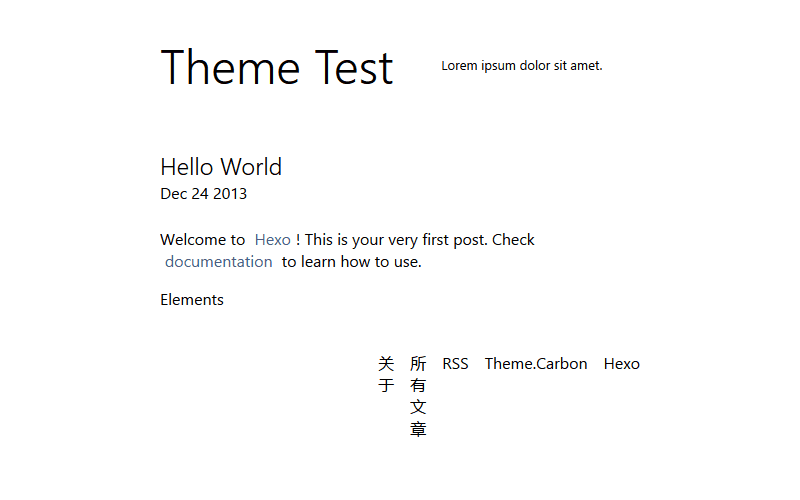 Theme Test
Lorem ipsum dolor sit amet.
Hello World
Dec 24 2013
Welcome to Hexo ! This is your very first post. Check
documentation to learn how to use.
Elements
关于
所有文章
RSS
Theme.Carbon
Hexo